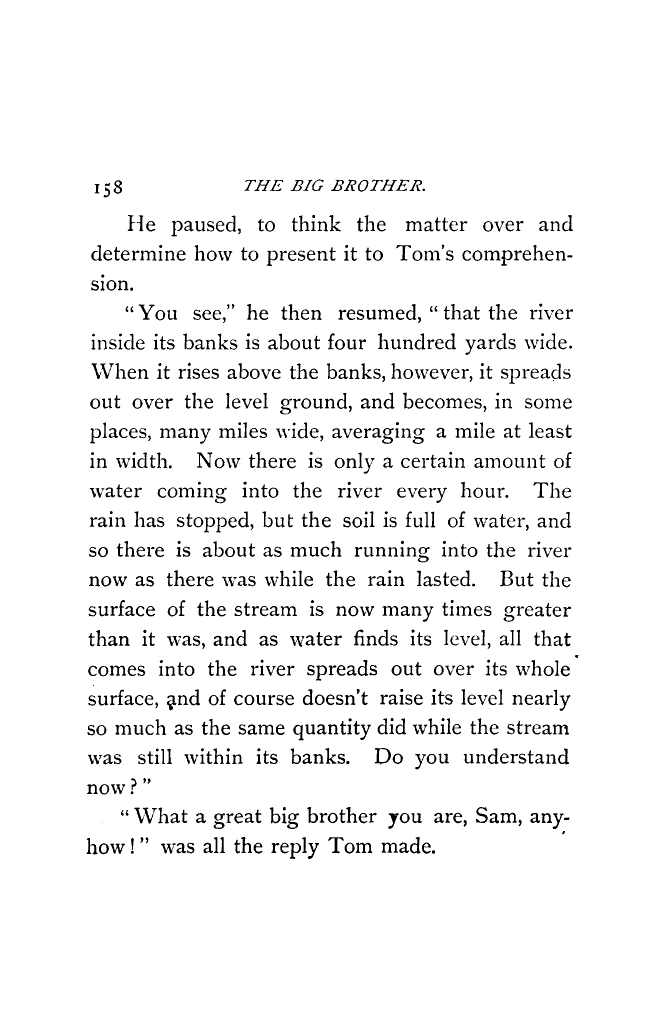 158 THE BIG BROTHER.
He paused, to think the matter over and
determine how to present it to Tom's comprehen-
sion.
"You see," he then resumed, "that the river
inside its banks is about four hundred yards wide.
When it rises above the banks, however, it spreads
out over the level ground, and becomes, in some
places, many miles wide, averaging a mile at least
in width. Now there is only a certain amount of
water coming into the river every hour. The
rain has stopped, but the soil is full of water, and
so there is about as much running into the river
now as there was while the rain lasted. But the
surface of the stream is now many times greater
than it was, and as water finds its level, all that
comes into the river spreads out over its whole
surface, and of course doesn't raise its level nearly
so much as the same quantity did while the stream
was still within its banks. Do you understand
now?"
"What a great big brother you are, Sam, any-
how!" was all the reply Tom made.